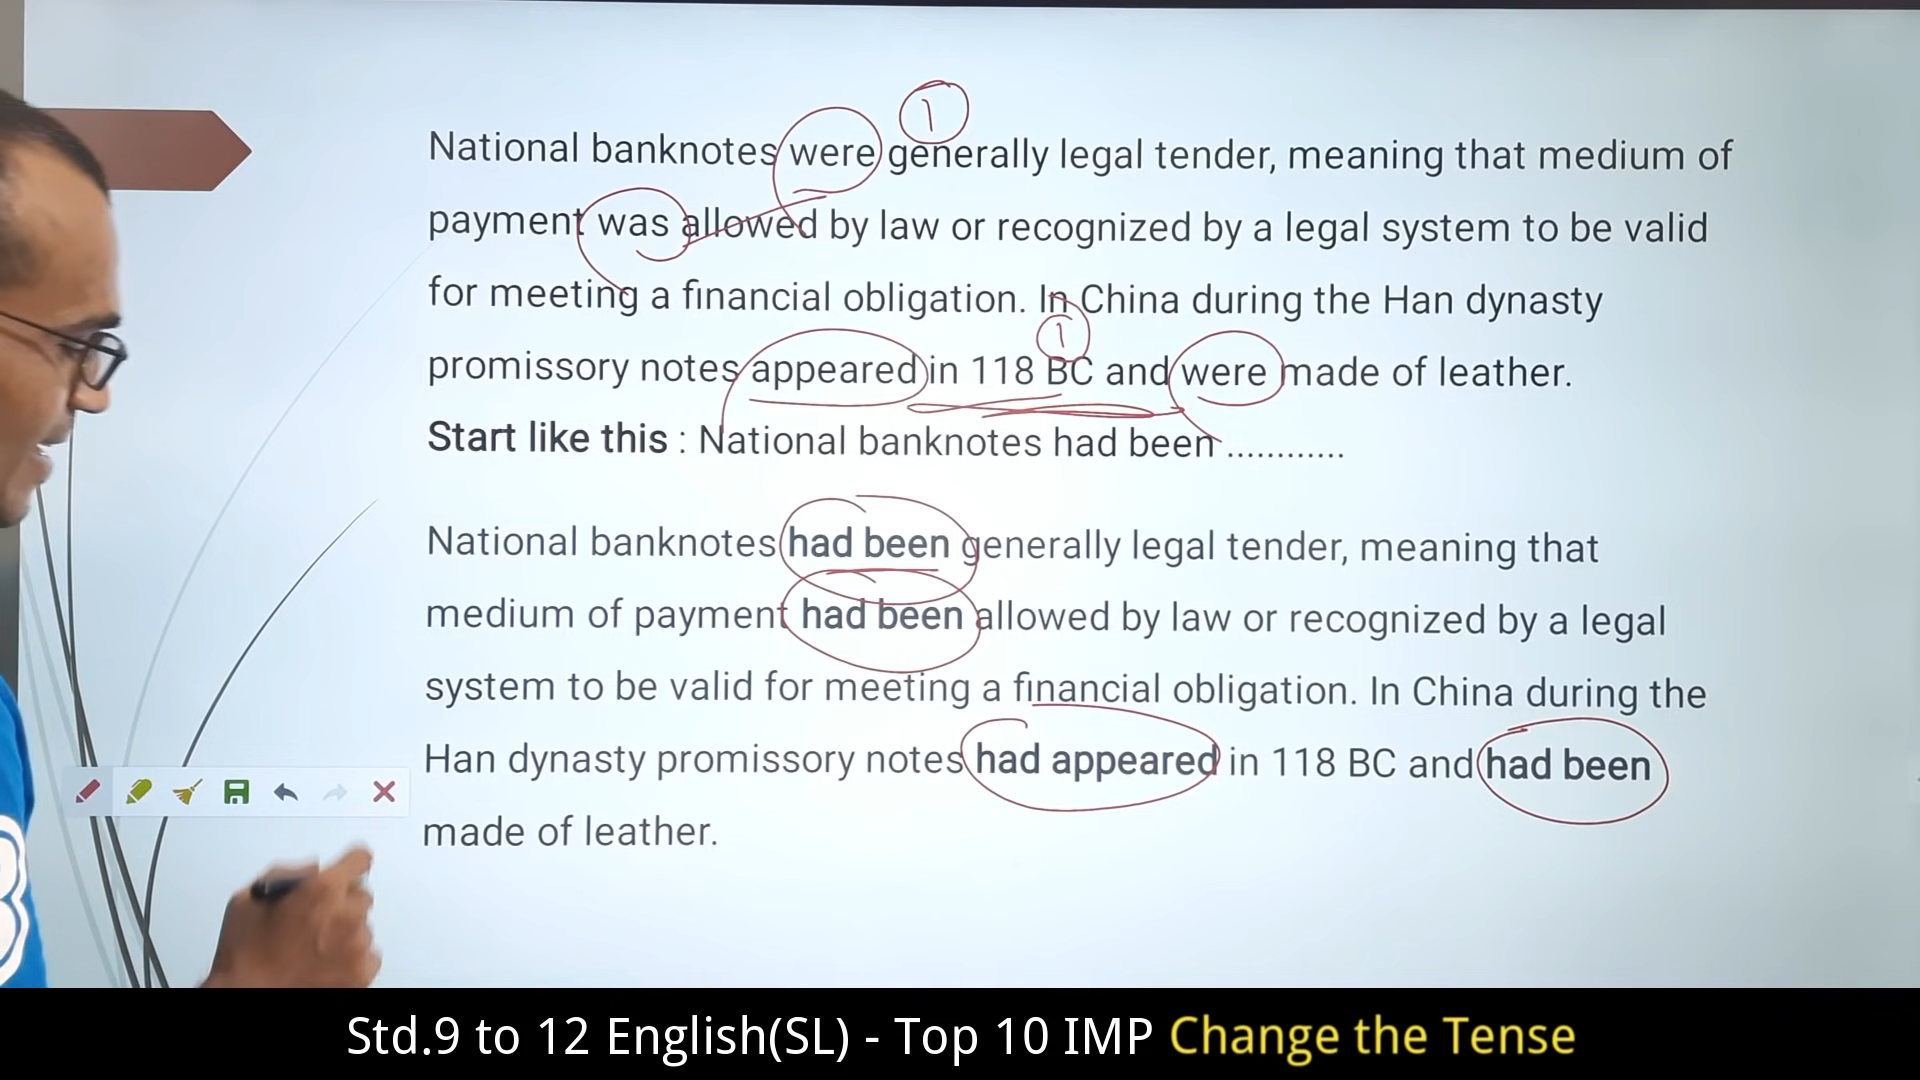 1
National banknotes were generally legal tender, meaning that medium of
payment was allowed by law or recognized by a legal system to be valid
for meeting a financial obligation. In China during the Han dynasty
1
promissory notes appeared in 118 BC and were made of leather.
Start like this : National banknotes had been ............
National banknotes had been generally legal tender, meaning that
medium of payment had been allowed by law or recognized by a legal
system to be valid for meeting a financial obligation. In China during the
Han dynasty promissory notes had appeared in 118 BC and had been
made of leather.
Std.9 to 12 English(SL) - Top 10 IMP Change the Tense